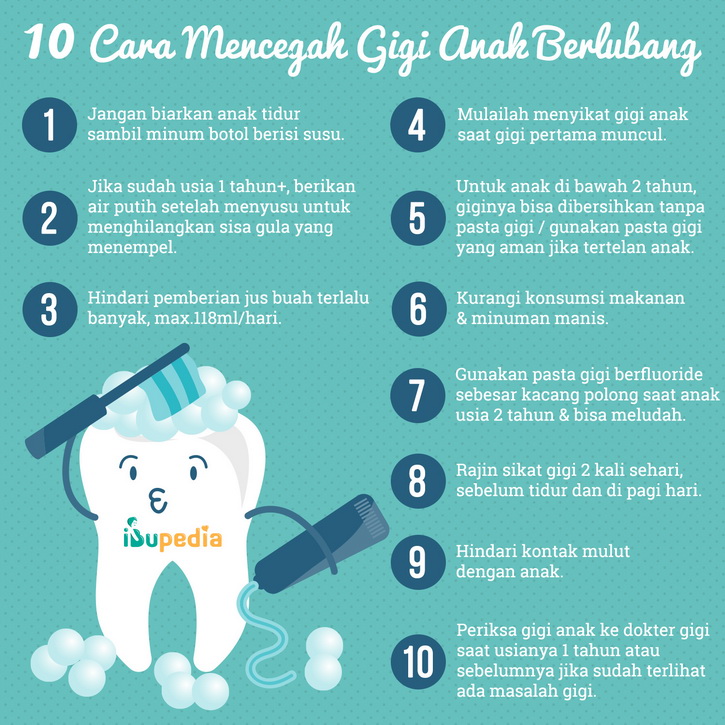 10 Cara Mencegah Gigi Anak Berlubang
1
Jangan biarkan anak tidur
sambil minum botol berisi susu.
2
Jika sudah usia 1 tahun+, berikan
air putih setelah menyusu untuk
menghilangkan sisa gula yang
menempel.
3
Hindari pemberian jus buah terlalu
banyak, max.118ml/hari.
4
Mulailah menyikat gigi anak
saat gigi pertama muncul.
5
Untuk anak di bawah 2 tahun,
giginya bisa dibersihkan tanpa
pasta gigi / gunakan pasta gigi
yang aman jika tertelan anak.
6
Kurangi konsumsi makanan
& minuman manis.
7
Gunakan pasta gigi berfluoride
sebesar kacang polong saat anak
usia 2 tahun & bisa meludah.
8
Rajin sikat gigi 2 kali sehari,
sebelum tidur dan di pagi hari.
9
Hindari kontak mulut
dengan anak.
10
Periksa gigi anak ke dokter gigi
saat usianya 1 tahun atau
sebelumnya jika sudah terlihat
ada masalah gigi.
ibupedia